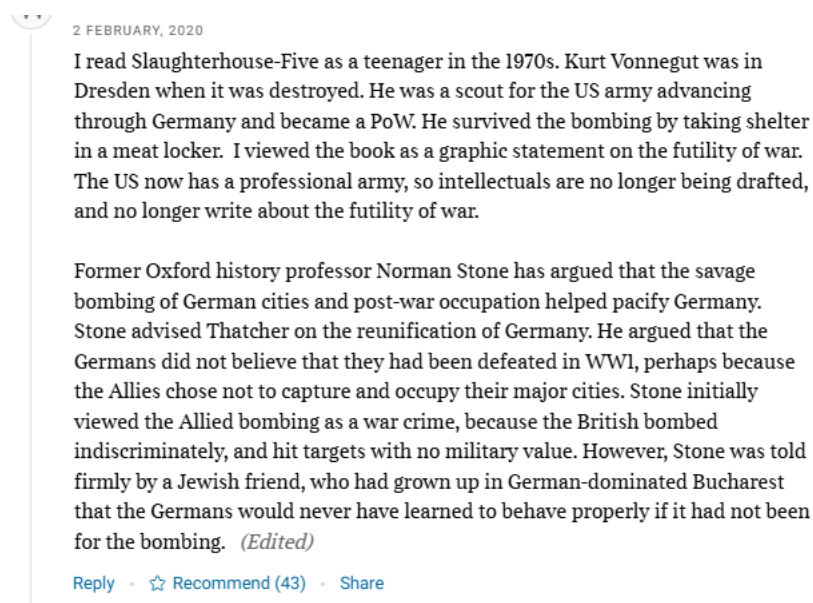 2 FEBRUARY, 2020
I read Slaughterhouse-Five as a teenager in the 1970s. Kurt Vonnegut was in
Dresden when it was destroyed. He was a scout for the US army advancing
through Germany and became a PoW. He survived the bombing by taking shelter
in a meat locker.  I viewed the book as a graphic statement on the futility of war.
The US now has a professional army, so intellectuals are no longer being drafted,
and no longer write about the futility of war.
Former Oxford history professor Norman Stone has argued that the savage
bombing of German cities and post-war occupation helped pacify Germany.
Stone advised Thatcher on the reunification of Germany. He argued that the
Germans did not believe that they had been defeated in WW1, perhaps because
the Allies chose not to capture and occupy their major cities. Stone initially
viewed the Allied bombing as a war crime, because the British bombed
indiscriminately, and hit targets with no military value. However, Stone was told
firmly by a Jewish friend, who had grown up in German-dominated Bucharest
that the Germans would never have learned to behave properly if it had not been
for the bombing.  (Edited)
Reply · ☆ Recommend (43) · Share